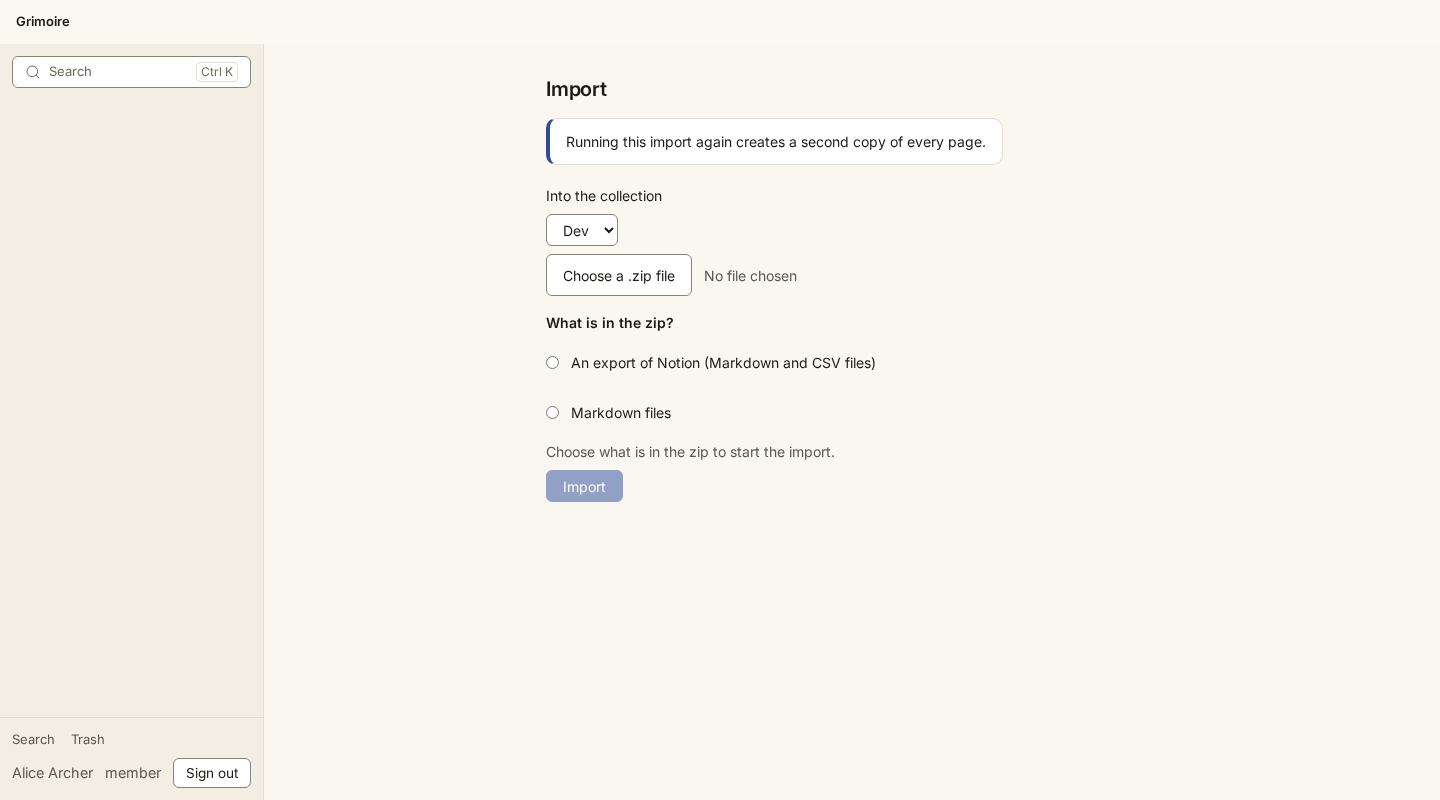 Grimoire
Search
Ctrl K
Import
Running this import again creates a second copy of every page.
Into the collection
Dev
Choose a .zip file
No file chosen
What is in the zip?
An export of Notion (Markdown and CSV files)
Markdown files
Choose what is in the zip to start the import.
Import
Search Trash
Alice Archer member Sign out